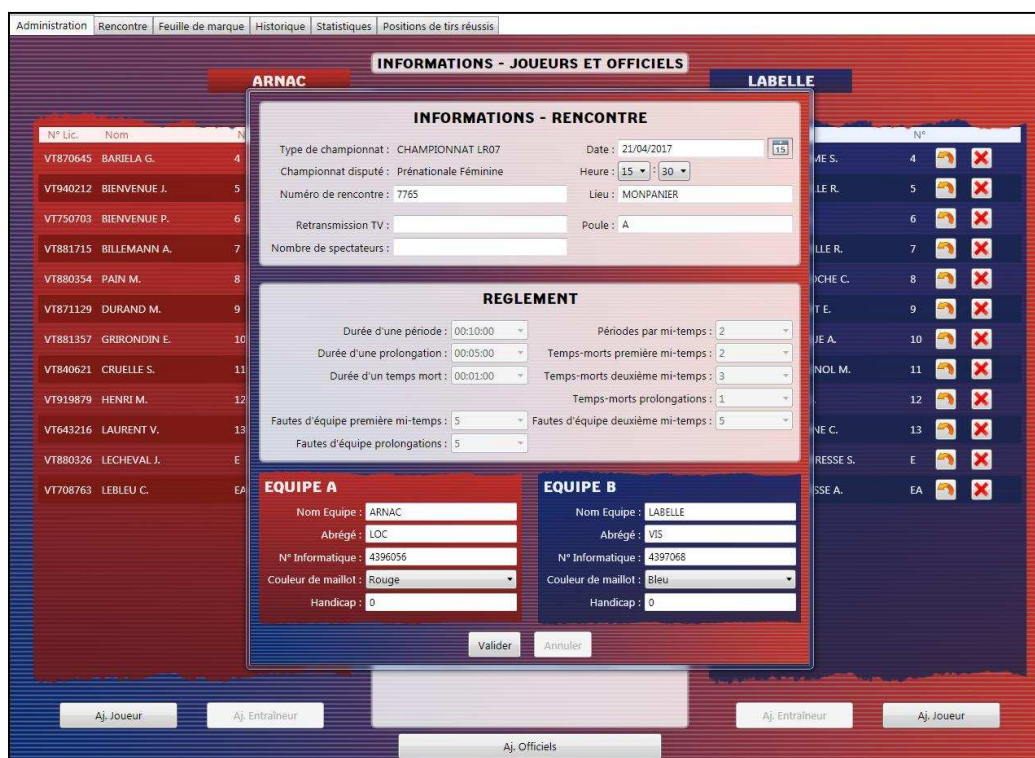 Administration Rencontre Feuille de marque Historique Statistiques Positions de tirs réussis
INFORMATIONS - JOUEURS ET OFFICIELS
ARNAC LABELLE
INFORMATIONS - RENCONTRE
Type de championnat : CHAMPIONNAT LR07 Date : 21/04/2017 15
Championnat disputé : Prénationale Féminine Heure : 15 : 30
Numéro de rencontre : 7765 Lieu : MONPANIER
Retransmission TV : Poule : A
Nombre de spectateurs :
REGLEMENT
Durée d'une période : 00:10:00 Périodes par mi-temps : 2
Durée d'une prolongation : 00:05:00 Temps-morts première mi-temps : 2
Durée d'un temps mort : 00:01:00 Temps-morts deuxième mi-temps : 3
Temps-morts prolongations : 1
Fautes d'équipe première mi-temps : 5 Fautes d'équipe deuxième mi-temps : 5
Fautes d'équipe prolongations : 5
EQUIPE A
Nom Equipe : ARNAC
Abrégé : LOC
N° Informatique : 4396056
Couleur de maillot : Rouge
Handicap : 0
EQUIPE B
Nom Equipe : LABELLE
Abrégé : VIS
N° Informatique : 4397068
Couleur de maillot : Bleu
Handicap : 0
Valider Annuler
N° Lic. Nom N
VT870645 BARIELA G. 4
VT940212 BIENVENUE J. 5
VT750703 BIENVENUE P. 6
VT881715 BILLEMANN A. 7
VT880354 PAIN M. 8
VT871129 DURAND M. 9
VT881357 GRIRONDIN E. 10
VT840621 CRUELLE S. 11
VT919879 HENRI M. 12
VT643216 LAURENT V. 13
VT880326 LECHEVAL J. E
VT708763 LEBLEU C. EA
N°
ME S. 4
LLE R. 5
6
LLE R. 7
OCHE C. 8
T E. 9
UE A. 10
NOL M. 11
12
NE C. 13
RESSE S. E
SSE A. EA
Aj. Joueur Aj. Entraîneur Aj. Entraîneur Aj. Joueur
Aj. Officiels